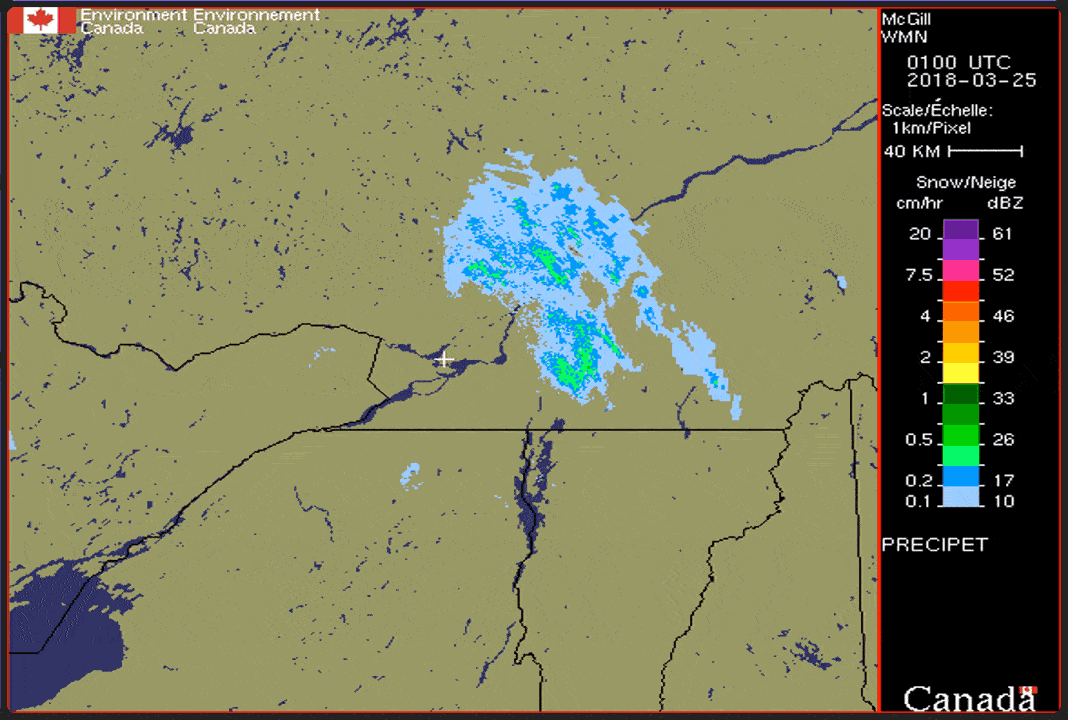 Environment Environnement
Canada Canada
McGill
WMN
0100 UTC
2018-03-25
Scale/Échelle:
1km/Pixel
40 KM
Snow/Neige
cm/hr dBZ
20 61
7.5 52
4 46
2 39
1 33
0.5 26
0.2 17
0.1 10
PRECIPET
Canada